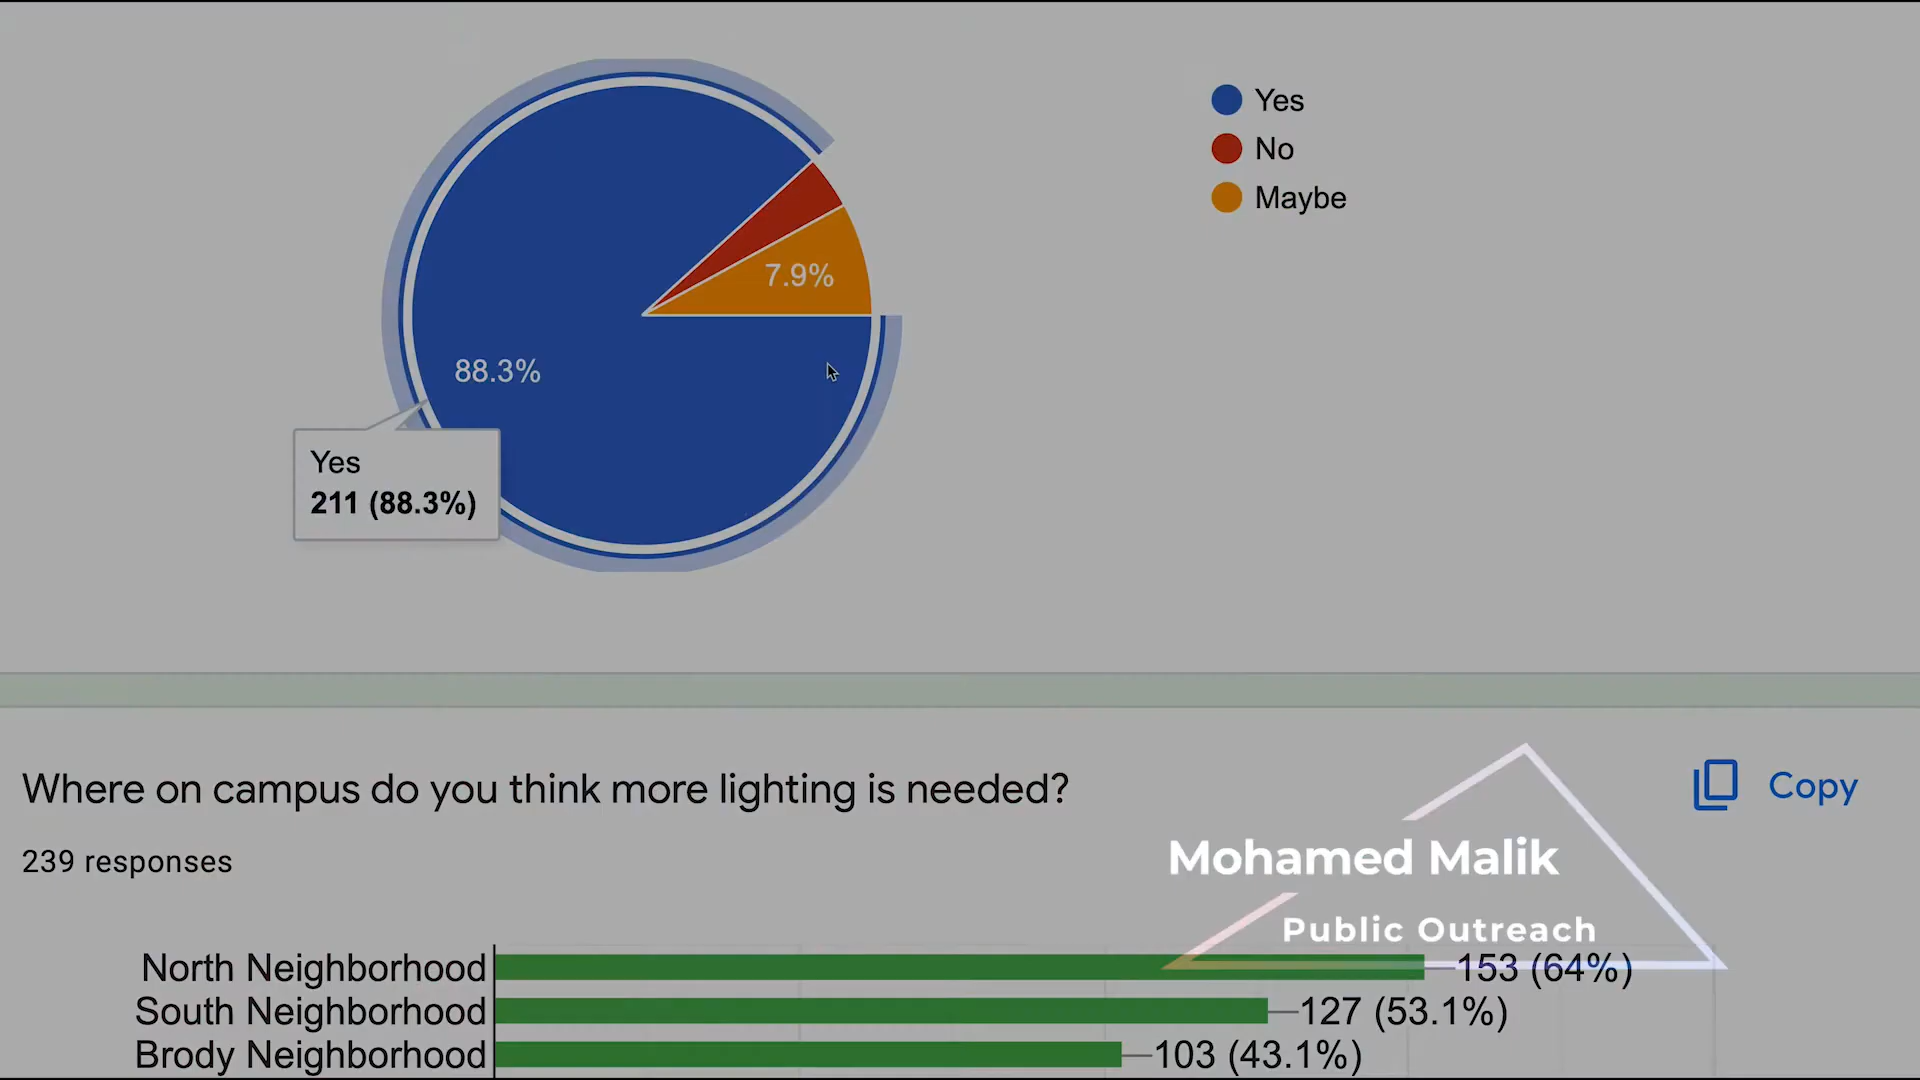 Yes
No
Maybe
7.9%
88.3%
Yes
211 (88.3%)
Where on campus do you think more lighting is needed?
Copy
239 responses
Mohamed Malik
Public Outreach
North Neighborhood 153 (64%)
South Neighborhood 127 (53.1%)
Brody Neighborhood 103 (43.1%)